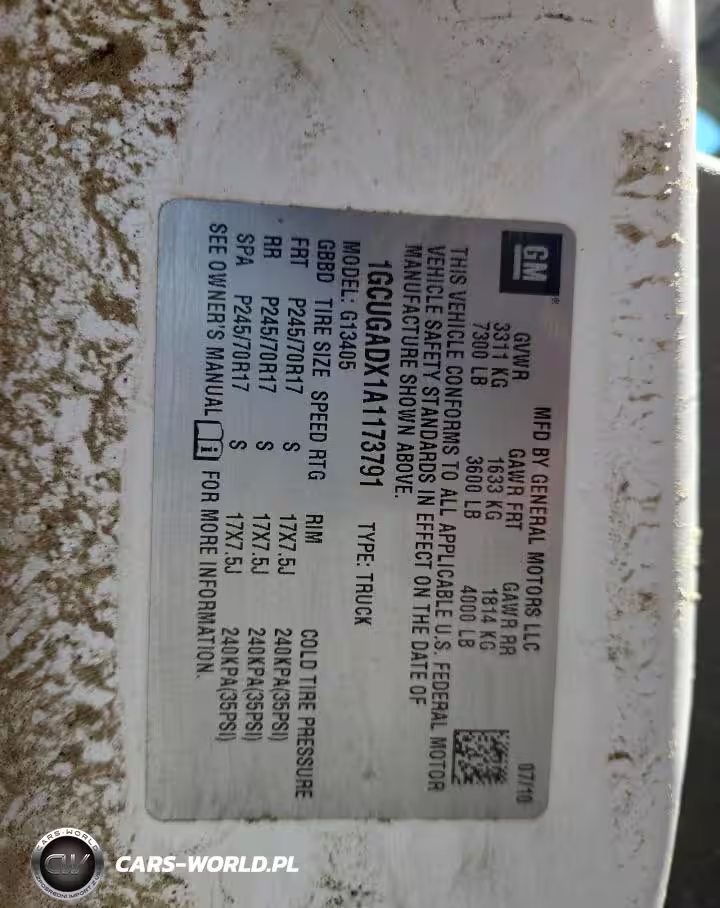 GM®
MFD BY GENERAL MOTORS LLC 07/10
GVWR GAWR FRT GAWR RR
3311 KG 1633 KG 1814 KG
7300 LB 3600 LB 4000 LB
THIS VEHICLE CONFORMS TO ALL APPLICABLE U.S. FEDERAL MOTOR
VEHICLE SAFETY STANDARDS IN EFFECT ON THE DATE OF
MANUFACTURE SHOWN ABOVE.
1GCUGADX1A1173791 TYPE: TRUCK
MODEL: G13405
GBBD TIRE SIZE SPEED RTG RIM COLD TIRE PRESSURE
FRT P245/70R17 S 17X7.5J 240KPA(35PSI)
RR P245/70R17 S 17X7.5J 240KPA(35PSI)
SPA P245/70R17 S 17X7.5J 240KPA(35PSI)
SEE OWNER'S MANUAL i FOR MORE INFORMATION.
CARS-WORLD
CW
CARS-WORLD.PL